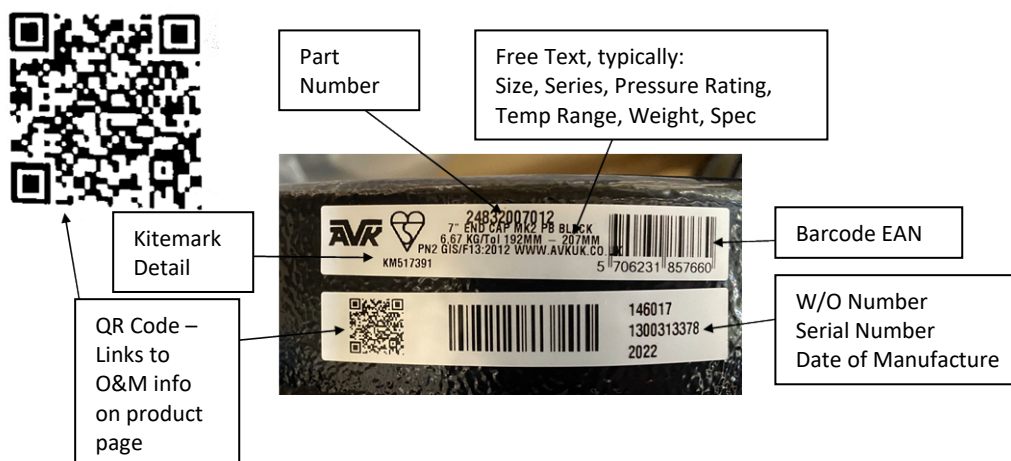 Part
Number
Free Text, typically:
Size, Series, Pressure Rating,
Temp Range, Weight, Spec
Kitemark
Detail
QR Code –
Links to
O&M info
on product
page
AVK
24832007012
7" END CAP MK2 PB BLACK
6.67 KG/Tol 192MM – 207MM
PN2 GIS/F13:2012 WWW.AVKUK.CO.UK
KM517391
5 706231 857660
146017
1300313378
2022
Barcode EAN
W/O Number
Serial Number
Date of Manufacture